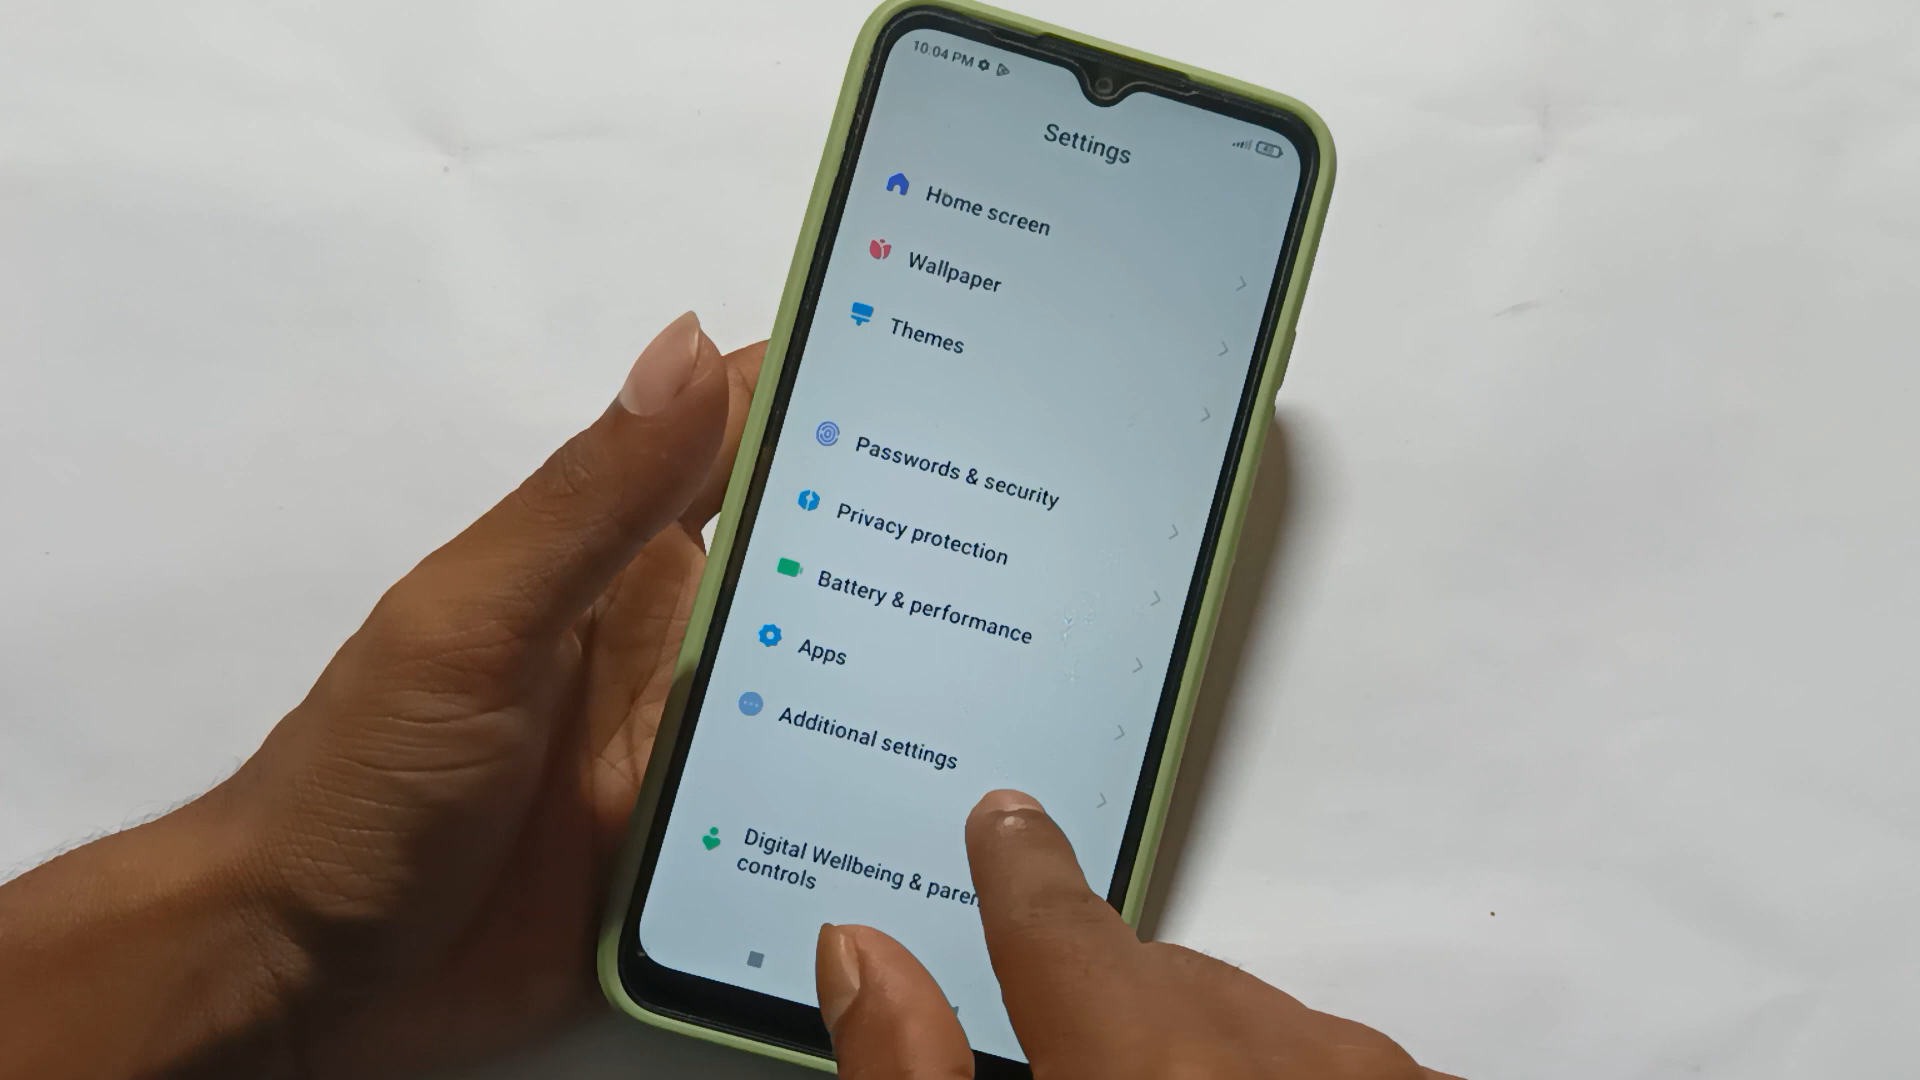 10:04 PM
Settings
Home screen
Wallpaper
Themes
Passwords & security
Privacy protection
Battery & performance
Apps
Additional settings
Digital Wellbeing &
controls